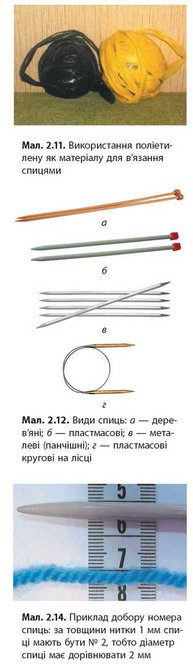 Мал. 2.11. Використання поліети-
лену як матеріалу для в'язання
спицями
а
б
в
г
Мал. 2.12. Види спиць: а — дере-
в'яні; б — пластмасові; в — мета-
леві (панчішні); г — пластмасові
кругові на лісці
5
6
7
8
Мал. 2.14. Приклад добору номера
спиць: за товщини нитки 1 мм спи-
ці мають бути № 2, тобто діаметр
спиці має дорівнювати 2 мм